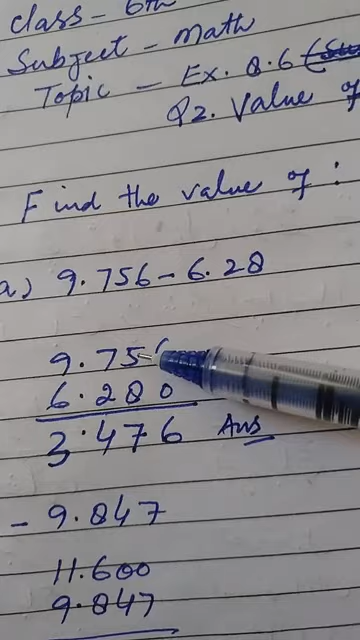 Class - 6th
Subject - Math
Topic - Ex. 8.6
Q2. Value of
Find the value of :
a) 9.756 - 6.28
9.756
6.280
3.476 Ans
- 9.847
11.600
9.847